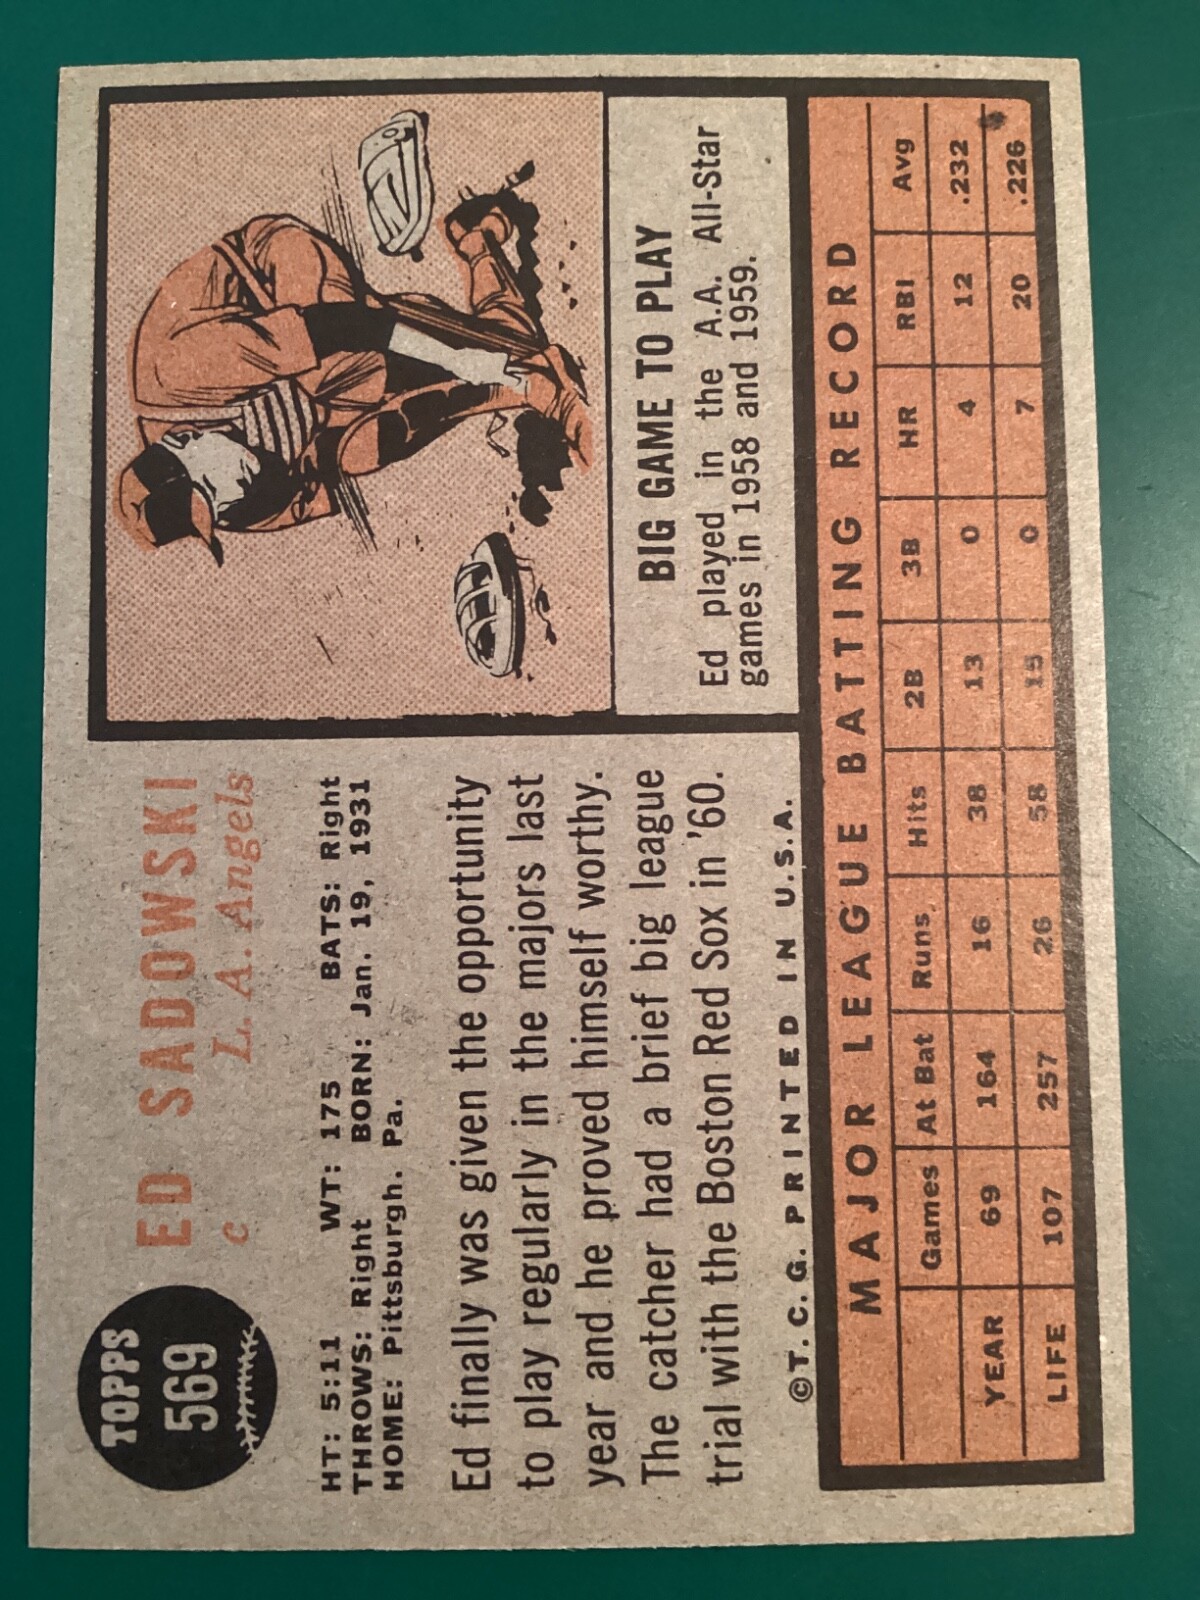 TOPPS
569
ED SADOWSKI
c L. A. Angels
HT: 5:11 WT: 175 BATS: Right
THROWS: Right BORN: Jan. 19, 1931
HOME: Pittsburgh. Pa.
Ed finally was given the opportunity
to play regularly in the majors last
year and he proved himself worthy.
The catcher had a brief big league
trial with the Boston Red Sox in '60.
©T. C. G. PRINTED IN U.S.A.
BIG GAME TO PLAY
Ed played in the A.A. All-Star
games in 1958 and 1959.
MAJOR LEAGUE BATTING RECORD
Games At Bat Runs Hits 2B 3B HR RBI Avg
YEAR 69 164 16 38 13 0 4 12 .232
LIFE 107 257 26 58 15 0 7 20 .226